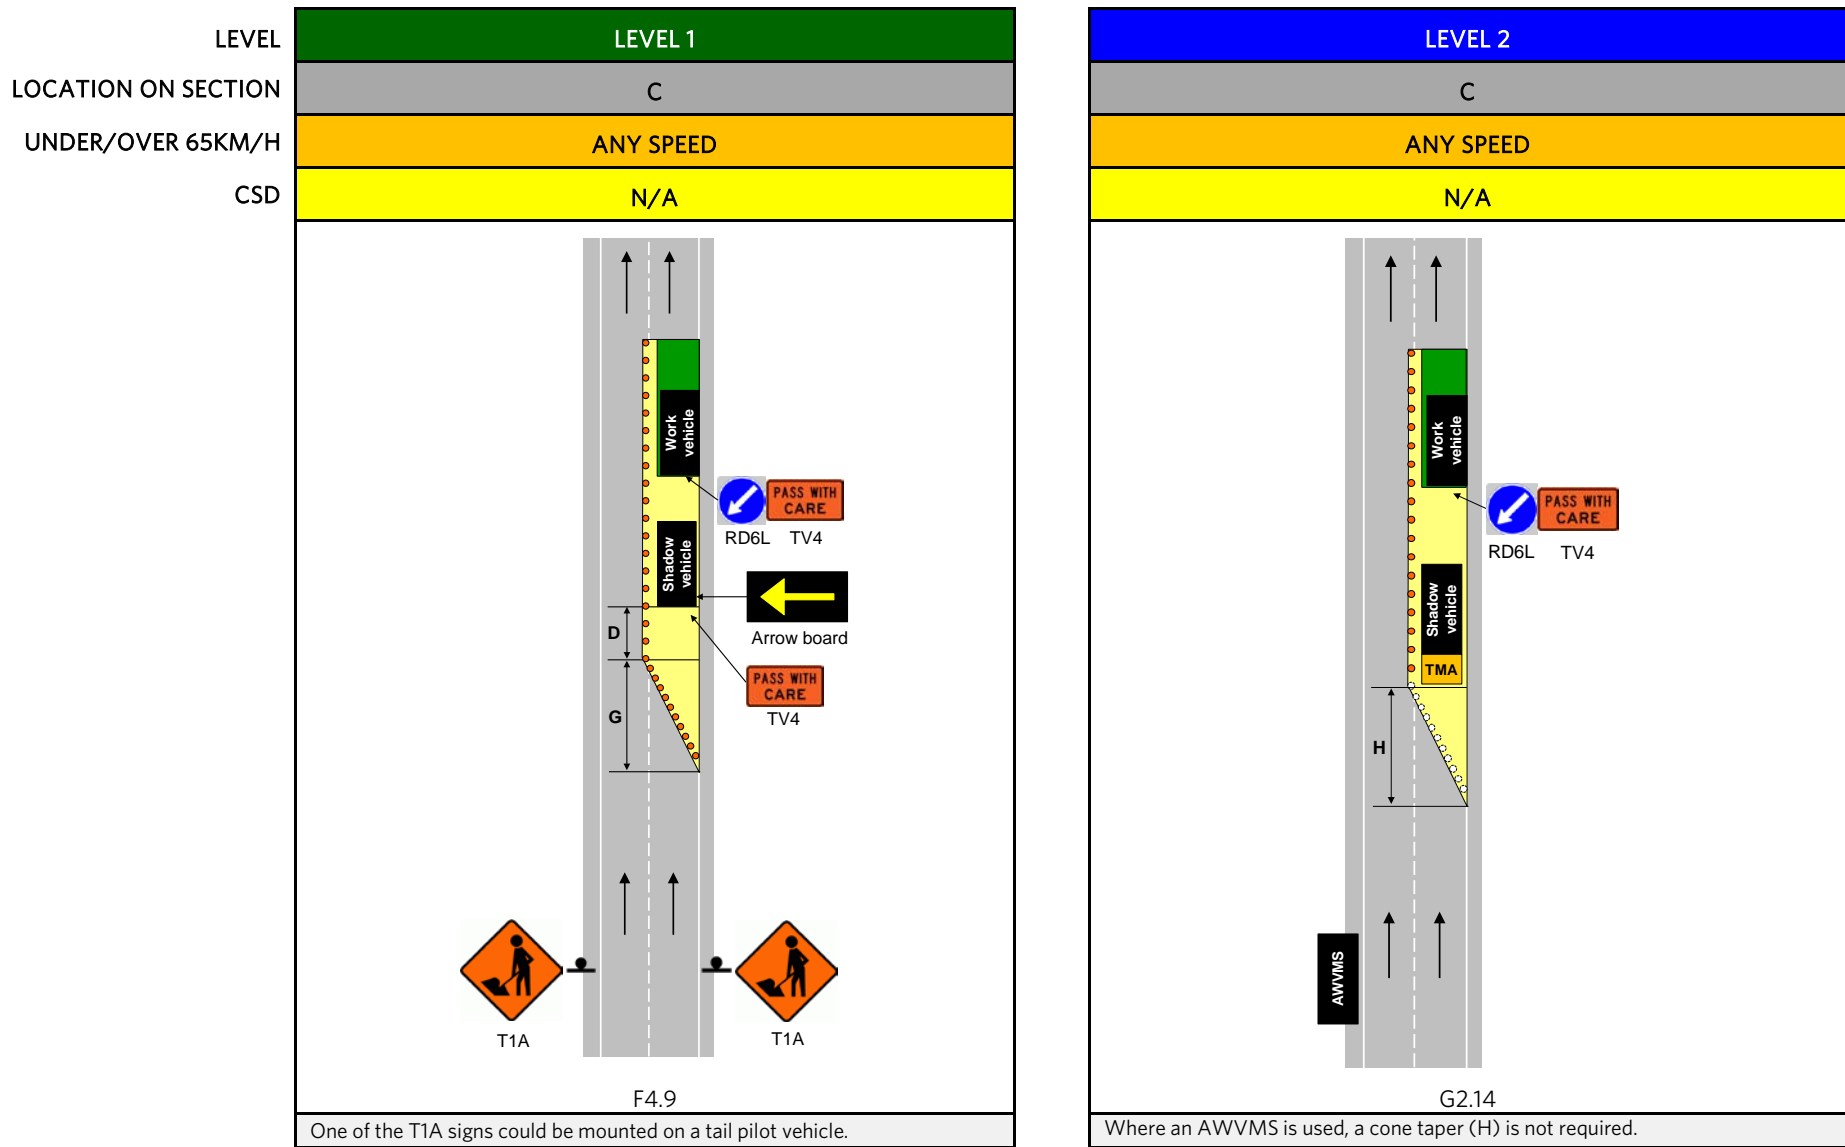 LEVEL
LEVEL 1
LEVEL 2
LOCATION ON SECTION
C
C
UNDER/OVER 65KM/H
ANY SPEED
ANY SPEED
CSD
N/A
N/A
Work
vehicle
PASS WITH
CARE
RD6L
TV4
Shadow
vehicle
Arrow board
D
PASS WITH
CARE
TV4
G
T1A
T1A
F4.9
One of the T1A signs could be mounted on a tail pilot vehicle.
Work
vehicle
PASS WITH
CARE
RD6L
TV4
Shadow
vehicle
TMA
H
AWVMS
G2.14
Where an AWVMS is used, a cone taper (H) is not required.